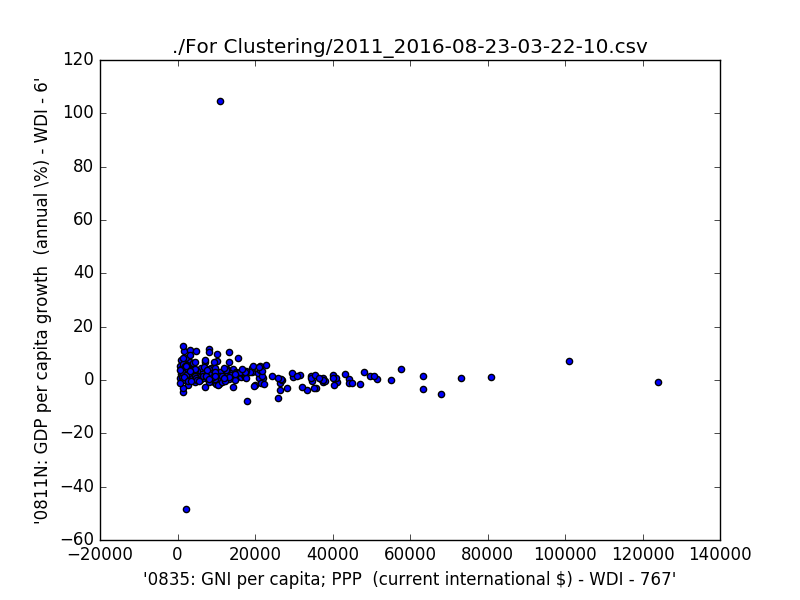 ./For Clustering/2011_2016-08-23-03-22-10.csv
120
100
80
60
40
20
0
−20
−40
−60
'0811N: GDP per capita growth  (annual \%) - WDI - 6'
−20000 0 20000 40000 60000 80000 100000 120000 140000
'0835: GNI per capita; PPP  (current international $) - WDI - 767'